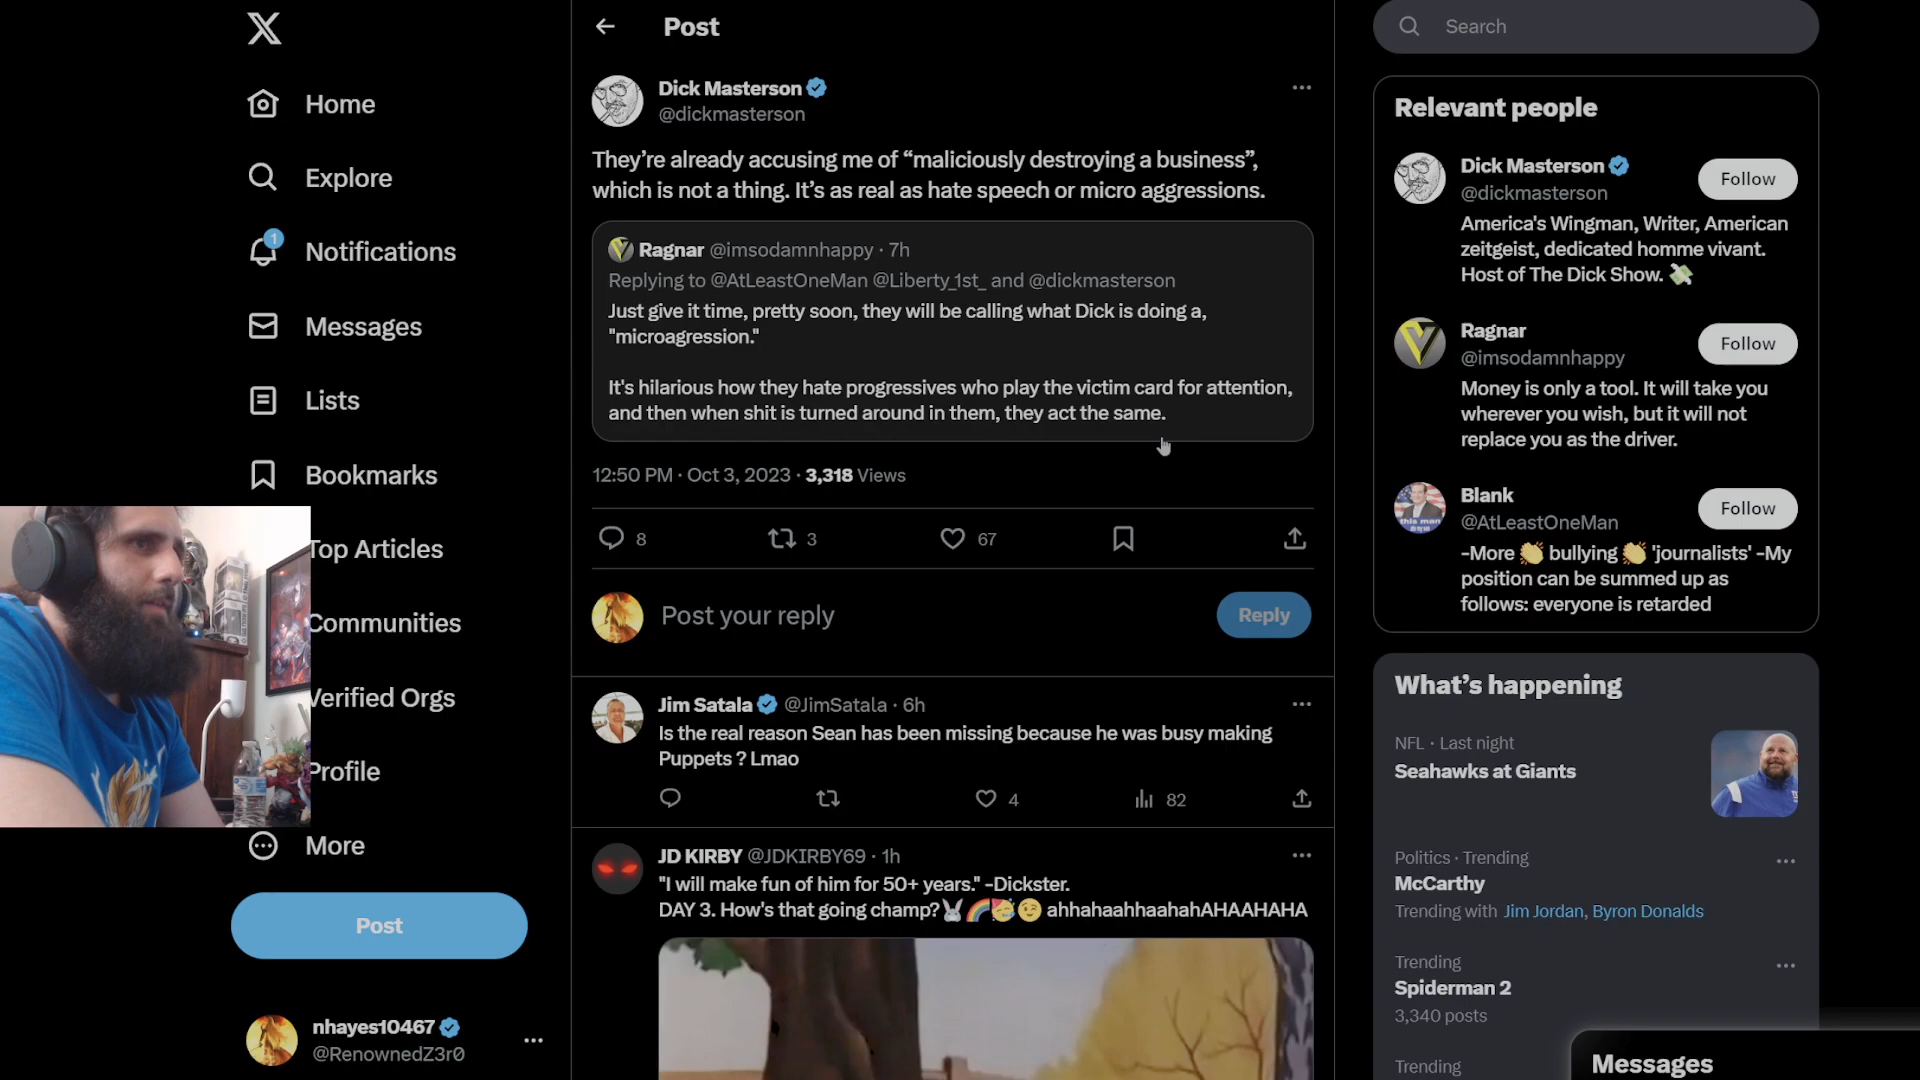 X
Home
Explore
1
Notifications
Messages
Lists
Bookmarks
Top Articles
Communities
Verified Orgs
Profile
More
Post
nhayes10467
@RenownedZ3r0
Post
Dick Masterson
@dickmasterson
They’re already accusing me of “maliciously destroying a business”,
which is not a thing. It’s as real as hate speech or micro aggressions.
Ragnar @imsodamnhappy · 7h
Replying to @AtLeastOneMan @Liberty_1st_ and @dickmasterson
Just give it time, pretty soon, they will be calling what Dick is doing a,
"microagression."
It's hilarious how they hate progressives who play the victim card for attention,
and then when shit is turned around in them, they act the same.
12:50 PM · Oct 3, 2023 · 3,318 Views
8
3
67
Post your reply
Reply
Jim Satala @JimSatala · 6h
Is the real reason Sean has been missing because he was busy making
Puppets ? Lmao
4
82
JD KIRBY @JDKIRBY69 · 1h
"I will make fun of him for 50+ years." -Dickster.
DAY 3. How's that going champ?🐰🌈🥳😉 ahhahaahhaahahAHAAHAHA
Search
Relevant people
Dick Masterson
@dickmasterson
Follow
America's Wingman, Writer, American
zeitgeist, dedicated homme vivant.
Host of The Dick Show. 💸
Ragnar
@imsodamnhappy
Follow
Money is only a tool. It will take you
wherever you wish, but it will not
replace you as the driver.
this man
Blank
@AtLeastOneMan
Follow
-More 👏 bullying 👏 'journalists' -My
position can be summed up as
follows: everyone is retarded
What’s happening
NFL · Last night
Seahawks at Giants
Politics · Trending
McCarthy
Trending with Jim Jordan, Byron Donalds
Trending
Spiderman 2
3,340 posts
Trending
Messages